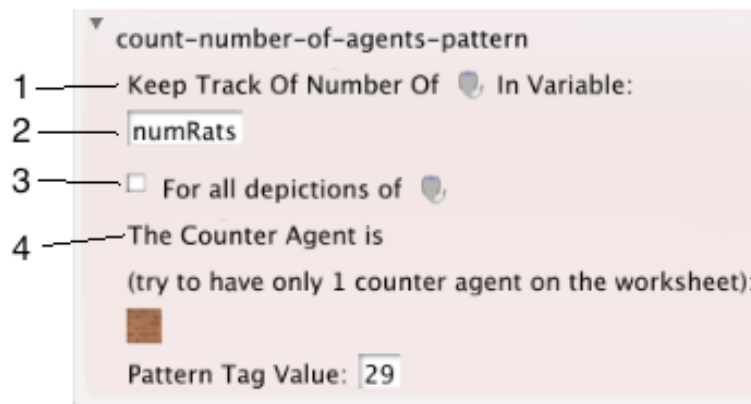 count-number-of-agents-pattern
1 Keep Track Of Number Of In Variable:
2 numRats
3 For all depictions of
4 The Counter Agent is
(try to have only 1 counter agent on the worksheet):
Pattern Tag Value: 29